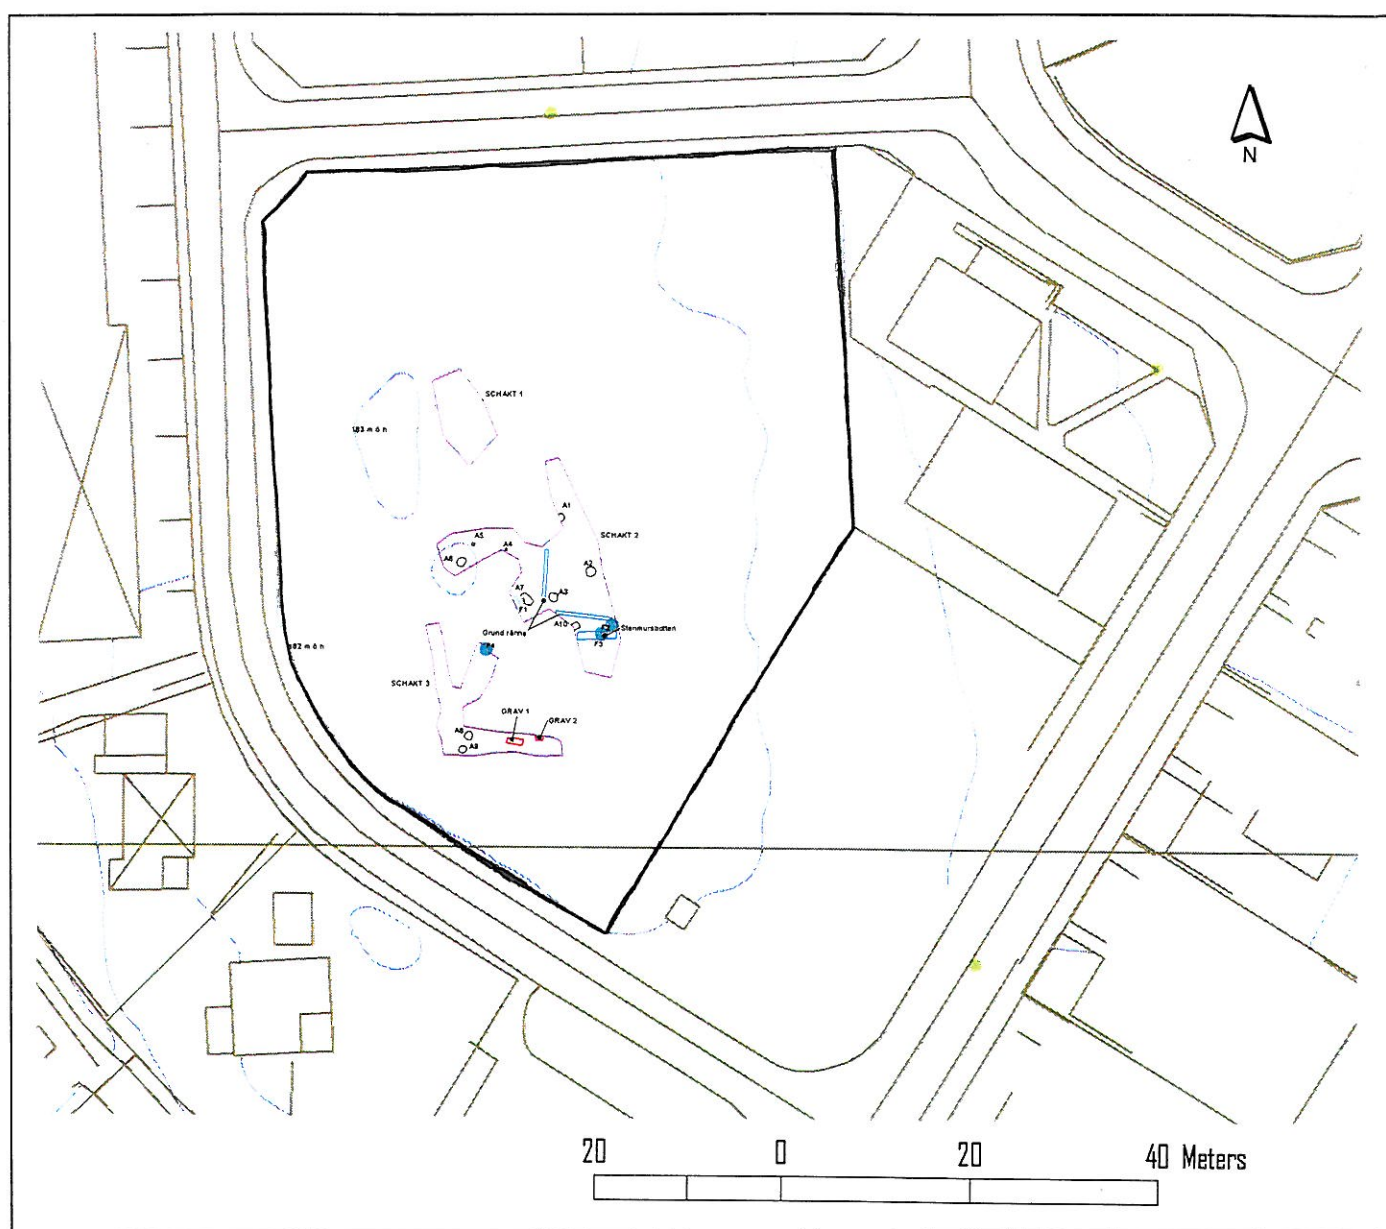 N
SCHAKT 1
183 m ö h
A1
SCHAKT 2
A5
A4
A6
A2
A7
A3
F1
A10
Stenmursbotten
Grund ränna
F3
182 m ö h
SCHAKT 3
GRAV 1
GRAV 2
A9
20 0 20 40 Meters